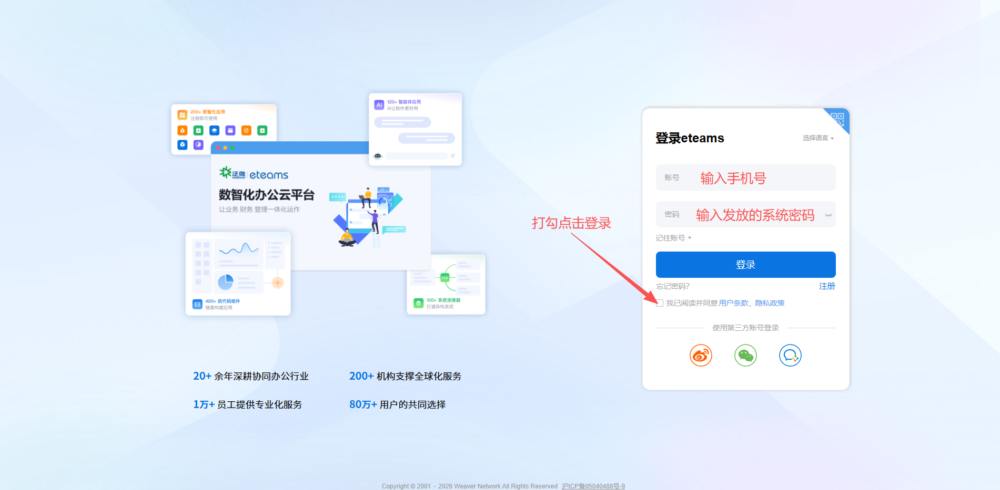 200+ 数智化应用
注册即可使用
AI
120+ 智能体应用
AI让软件更好用
泛微
weaver
eteams
数智化办公云平台
让业务.财务.管理一体化运作
EB
400+ 低代码组件
随需构建应用
ESB
100+ 系统连接器
打通异构系统
20+ 余年深耕协同办公行业
200+ 机构支撑全球化服务
1万+ 员工提供专业化服务
80万+ 用户的共同选择
打勾点击登录
登录eteams
选择语言
账号
输入手机号
密码
输入发放的系统密码
记住账号
登录
忘记密码?
注册
我已阅读并同意用户条款、隐私政策
使用第三方账号登录
Copyright © 2001 - 2026 Weaver Network All Rights Reserved 沪ICP备05040488号-9